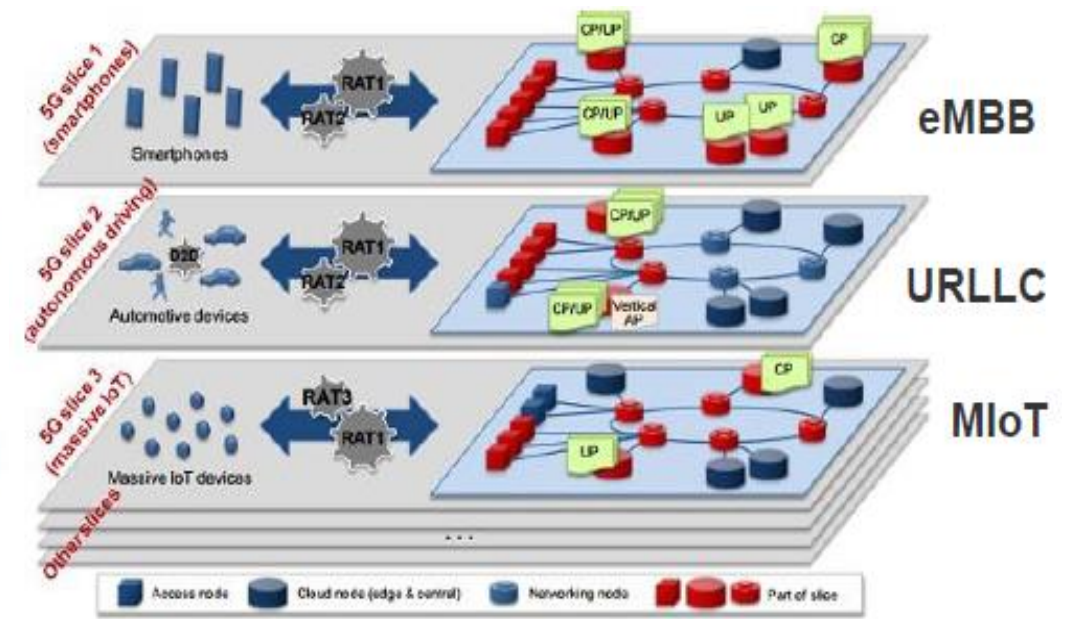 5G slice 1
(smartphones)
Smartphones
RAT1
RAT2
CP/UP
CP/UP
UP
UP
CP
eMBB
5G slice 2
(autonomous driving)
D2D
Automotive devices
RAT1
RAT2
CP/UP
CP/UP
Vertical
AP
URLLC
5G slice 3
(massive IoT)
Massive IoT devices
RAT3
RAT1
UP
CP
MIoT
Other slices
...
Access node
Cloud node (edge & central)
Networking node
Part of slice